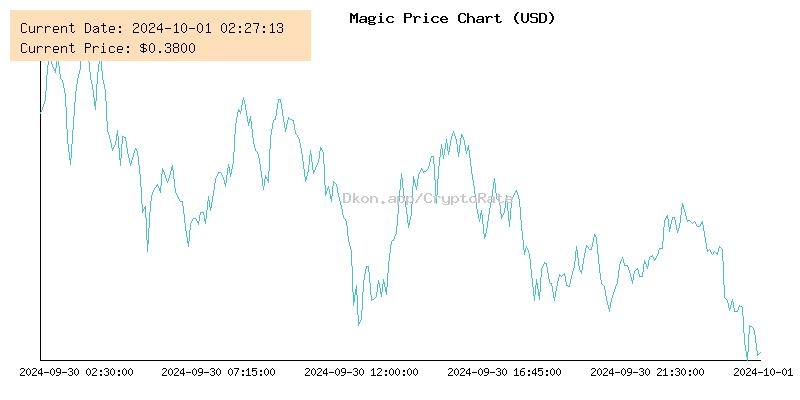 Magic Price Chart (USD)
Current Date: 2024-10-01 02:27:13
Current Price: $0.3800
Dkon.app/CryptoRate
2024-09-30 02:30:00
2024-09-30 07:15:00
2024-09-30 12:00:00
2024-09-30 16:45:00
2024-09-30 21:30:00
2024-10-01